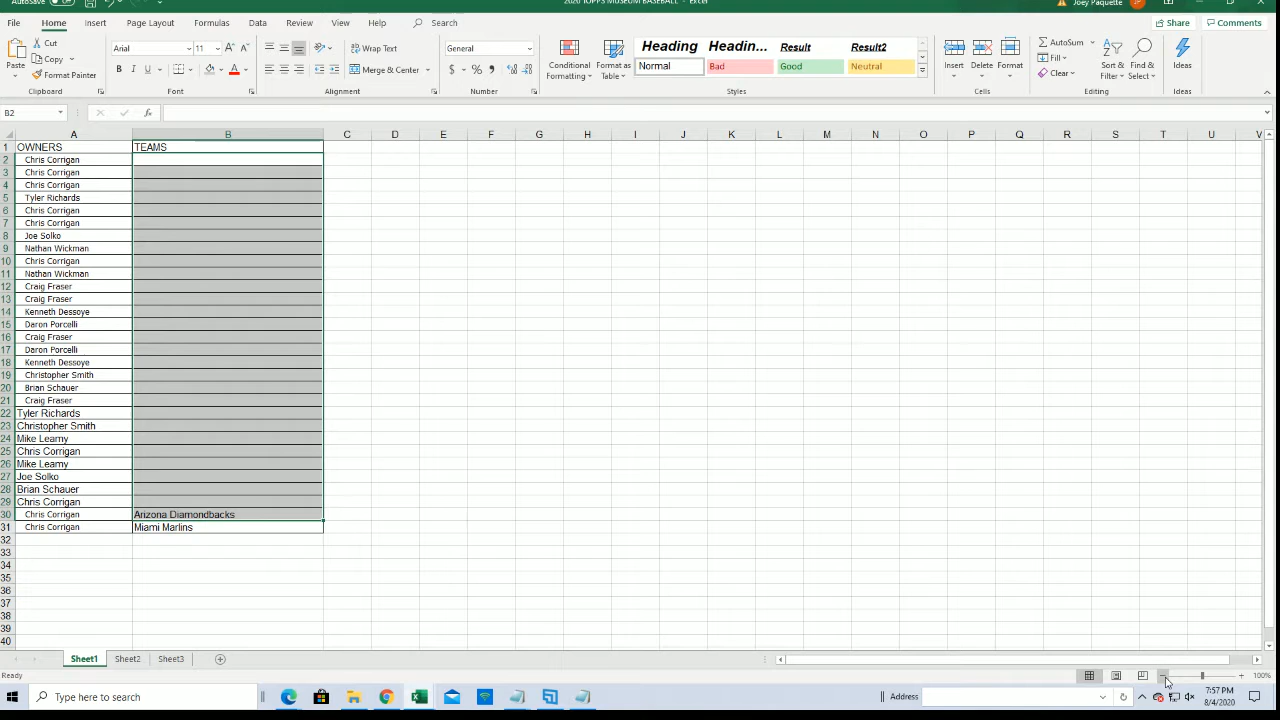 AutoSave Off
2020 TOPPS MUSEUM BASEBALL - Excel
Joey Paquette
File Home Insert Page Layout Formulas Data Review View Help Search Share Comments
Paste
Cut
Copy
Format Painter
Clipboard
Arial 11
B I U
Font
Wrap Text
Merge & Center
Alignment
General
$ % ,
Number
Conditional Formatting
Format as Table
Heading Headin... Result Result2
Normal Bad Good Neutral
Styles
Insert Delete Format
Cells
AutoSum
Fill
Clear
Sort & Filter
Find & Select
Editing
Ideas
Ideas
B2 fx
A B C D E F G H I J K L M N O P Q R S T U V
1 OWNERS TEAMS
2 Chris Corrigan
3 Chris Corrigan
4 Chris Corrigan
5 Tyler Richards
6 Chris Corrigan
7 Chris Corrigan
8 Joe Solko
9 Nathan Wickman
10 Chris Corrigan
11 Nathan Wickman
12 Craig Fraser
13 Craig Fraser
14 Kenneth Dessoye
15 Daron Porcelli
16 Craig Fraser
17 Daron Porcelli
18 Kenneth Dessoye
19 Christopher Smith
20 Brian Schauer
21 Craig Fraser
22 Tyler Richards
23 Christopher Smith
24 Mike Leamy
25 Chris Corrigan
26 Mike Leamy
27 Joe Solko
28 Brian Schauer
29 Chris Corrigan
30 Chris Corrigan Arizona Diamondbacks
31 Chris Corrigan Miami Marlins
32
33
34
35
36
37
38
39
40
Sheet1 Sheet2 Sheet3
Ready 100%
Type here to search
Address
7:57 PM
8/4/2020